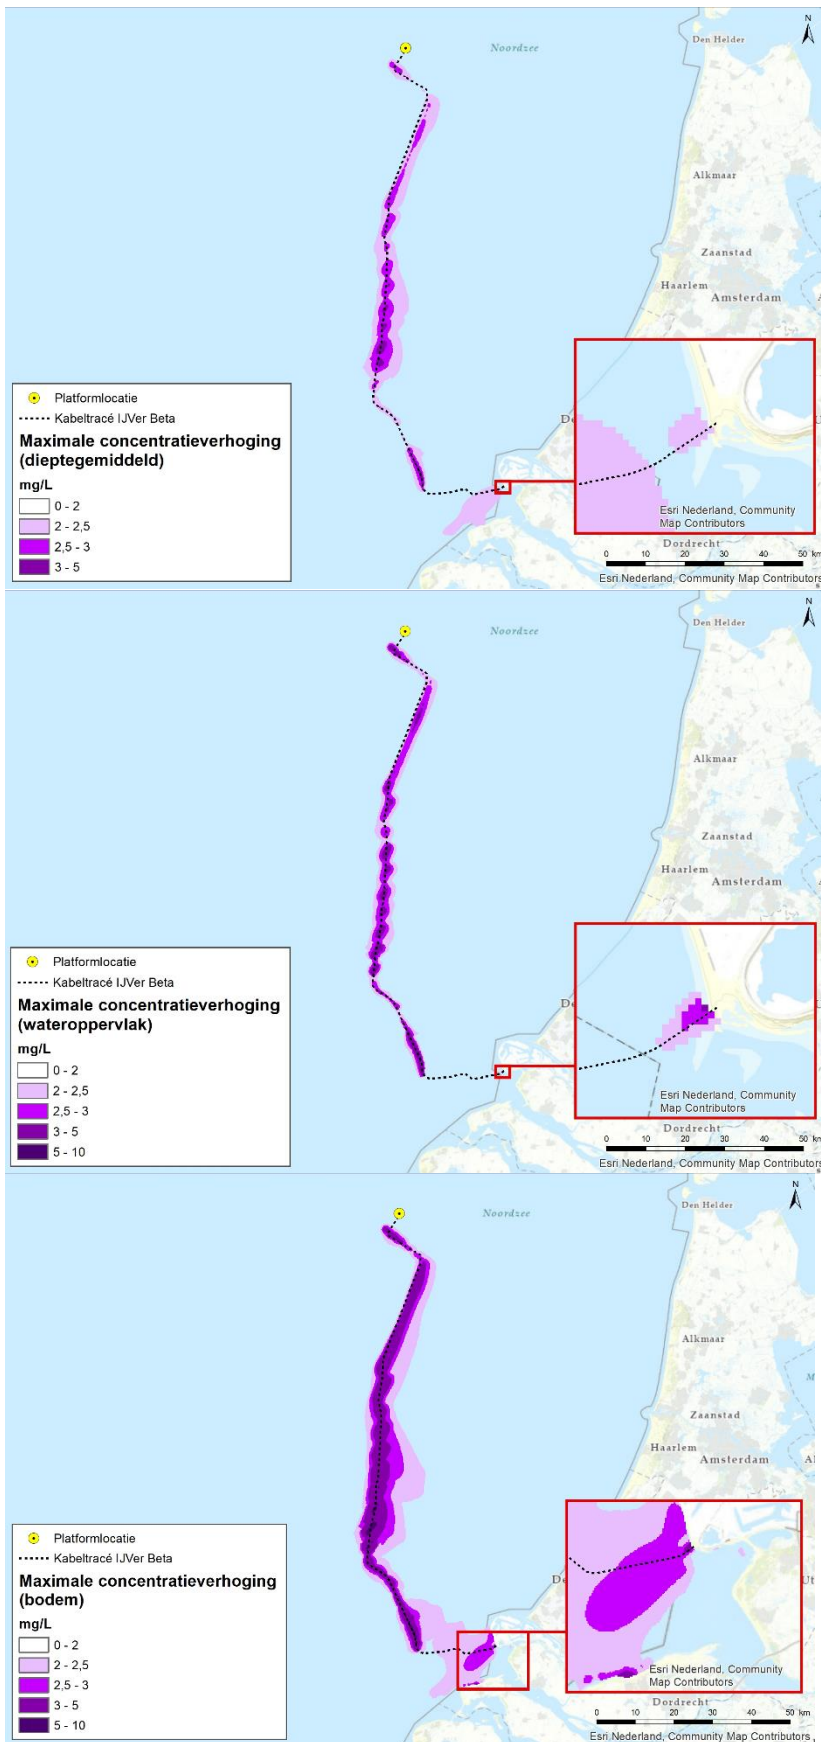 N
Noordzee
Den Helder
Alkmaar
Zaanstad
Haarlem
Amsterdam
Platformlocatie
Kabeltracé IJVer Beta
Maximale concentratieverhoging
(dieptegemiddeld)
mg/L
0 - 2
2 - 2,5
2,5 - 3
3 - 5
De
Esri Nederland, Community
Map Contributors
Dordrecht
0 10 20 30 40 50 km
Esri Nederland, Community Map Contributors
N
Noordzee
Den Helder
Alkmaar
Zaanstad
Haarlem
Amsterdam
Platformlocatie
Kabeltracé IJVer Beta
Maximale concentratieverhoging
(wateroppervlak)
mg/L
0 - 2
2 - 2,5
2,5 - 3
3 - 5
5 - 10
De
Esri Nederland, Community
Map Contributors
Dordrecht
0 10 20 30 40 50 km
Esri Nederland, Community Map Contributors
N
Noordzee
Den Helder
Alkmaar
Zaanstad
Haarlem
Amsterdam
Al
Platformlocatie
Kabeltracé IJVer Beta
Maximale concentratieverhoging
(bodem)
mg/L
0 - 2
2 - 2,5
2,5 - 3
3 - 5
5 - 10
De
Ut
Esri Nederland, Community
Map Contributors
Dordrecht
0 10 20 30 40 50 km
Esri Nederland, Community Map Contributors